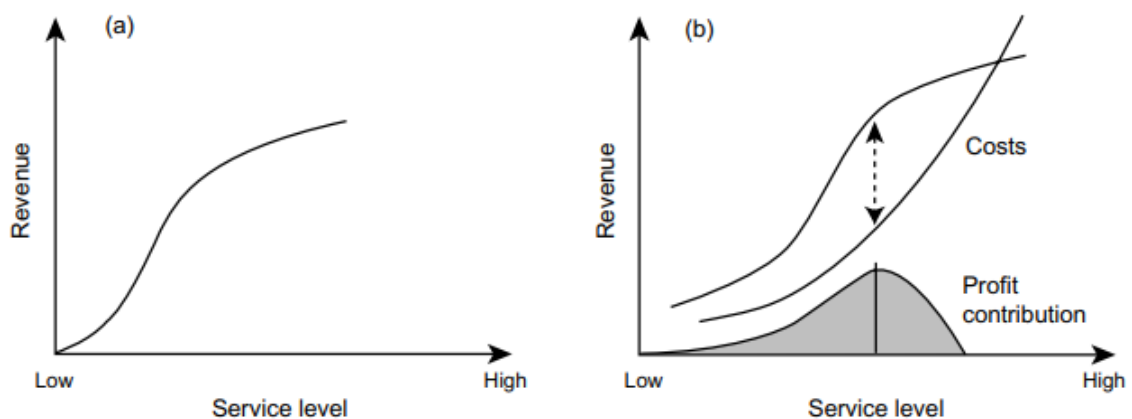 (a)
Revenue
Low
High
Service level
(b)
Revenue
Costs
Profit
contribution
Low
High
Service level